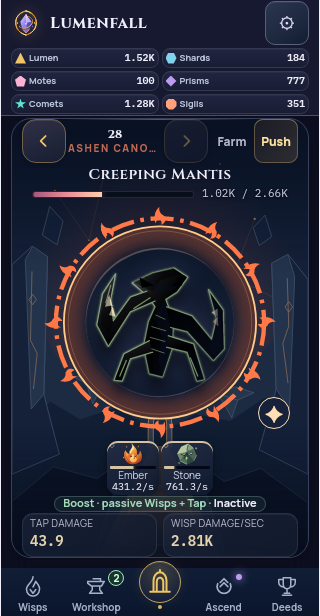 LUMENFALL
Lumen 1.52K
Shards 184
Motes 100
Prisms 777
Comets 1.28K
Sigils 351
28
ASHEN CANO…
Farm
Push
CREEPING MANTIS
1.02K / 2.66K
Ember
431.2/s
Stone
761.3/s
Boost · passive Wisps + Tap · Inactive
TAP DAMAGE
43.9
WISP DAMAGE/SEC
2.81K
Wisps
Workshop
2
Ascend
Deeds